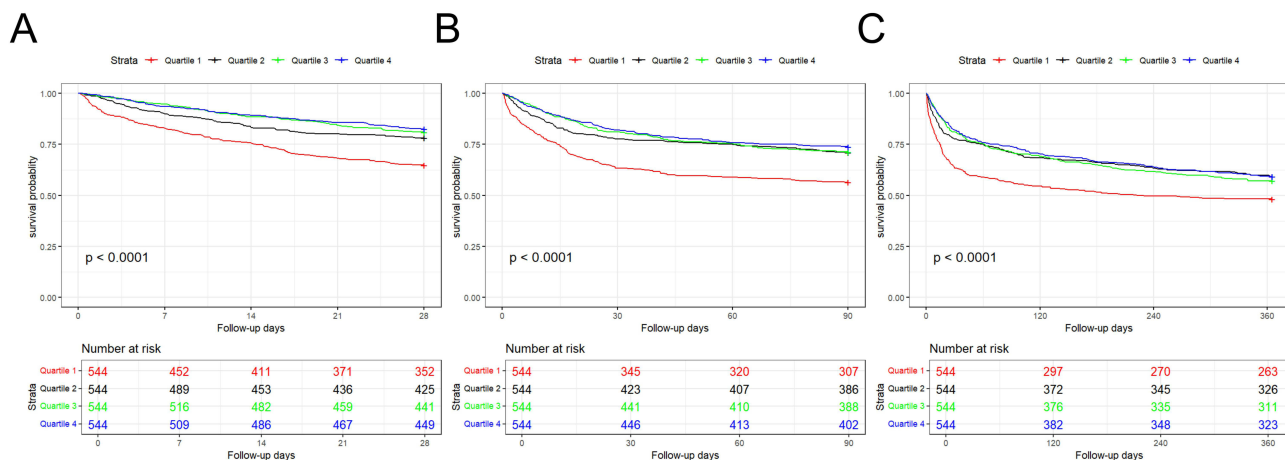 A
Strata Quartile 1 Quartile 2 Quartile 3 Quartile 4
1.00
0.75
0.50
0.25
0.00
survival probablity
p < 0.0001
0 7 14 21 28
Follow-up days
Number at risk
Strata
Quartile 1 544 452 411 371 352
Quartile 2 544 489 453 436 425
Quartile 3 544 516 482 459 441
Quartile 4 544 509 486 467 449
0 7 14 21 28
Follow-up days
B
Strata Quartile 1 Quartile 2 Quartile 3 Quartile 4
1.00
0.75
0.50
0.25
0.00
survival probablity
p < 0.0001
0 30 60 90
Follow-up days
Number at risk
Strata
Quartile 1 544 345 320 307
Quartile 2 544 423 407 386
Quartile 3 544 441 410 388
Quartile 4 544 446 413 402
0 30 60 90
Follow-up days
C
Strata Quartile 1 Quartile 2 Quartile 3 Quartile 4
1.00
0.75
0.50
0.25
0.00
survival probablity
p < 0.0001
0 120 240 360
Follow-up days
Number at risk
Strata
Quartile 1 544 297 270 263
Quartile 2 544 372 345 326
Quartile 3 544 376 335 311
Quartile 4 544 382 348 323
0 120 240 360
Follow-up days